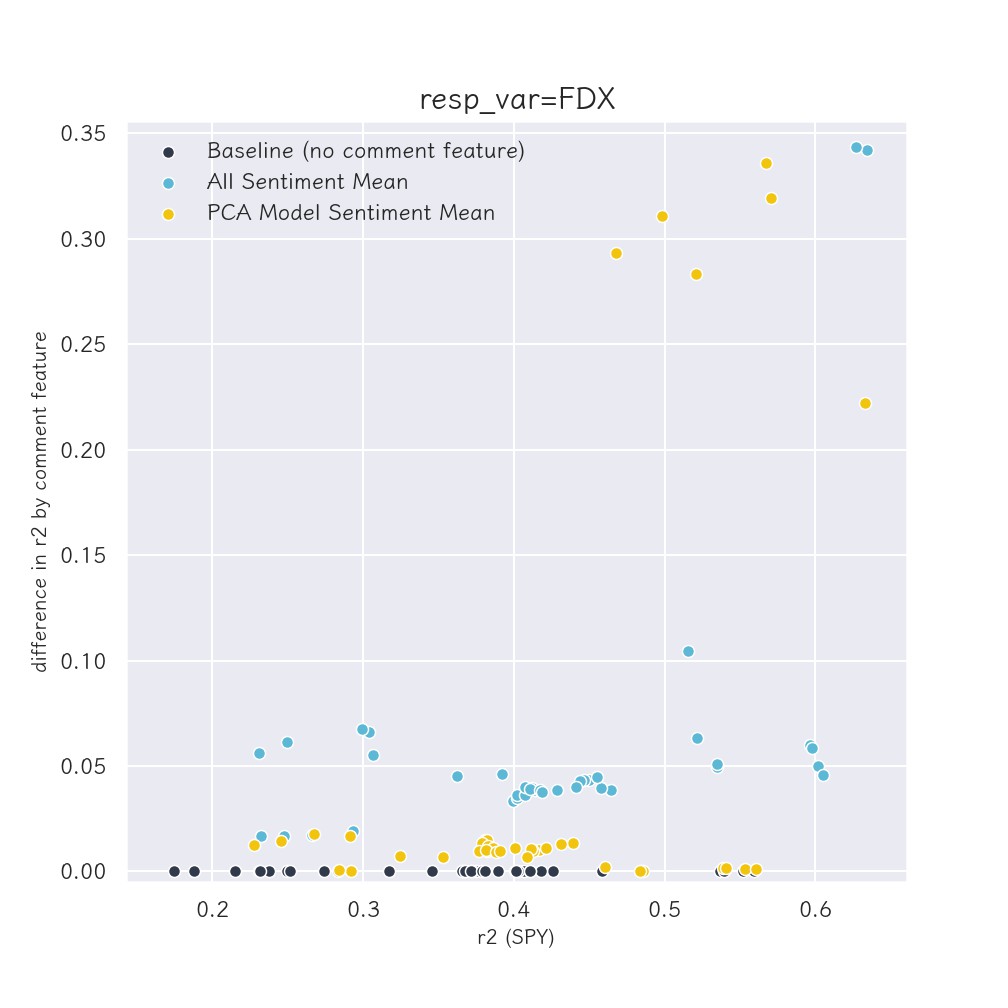 resp_var=FDX
Baseline (no comment feature)
All Sentiment Mean
PCA Model Sentiment Mean
difference in r2 by comment feature
0.35
0.30
0.25
0.20
0.15
0.10
0.05
0.00
0.2 0.3 0.4 0.5 0.6
r2 (SPY)